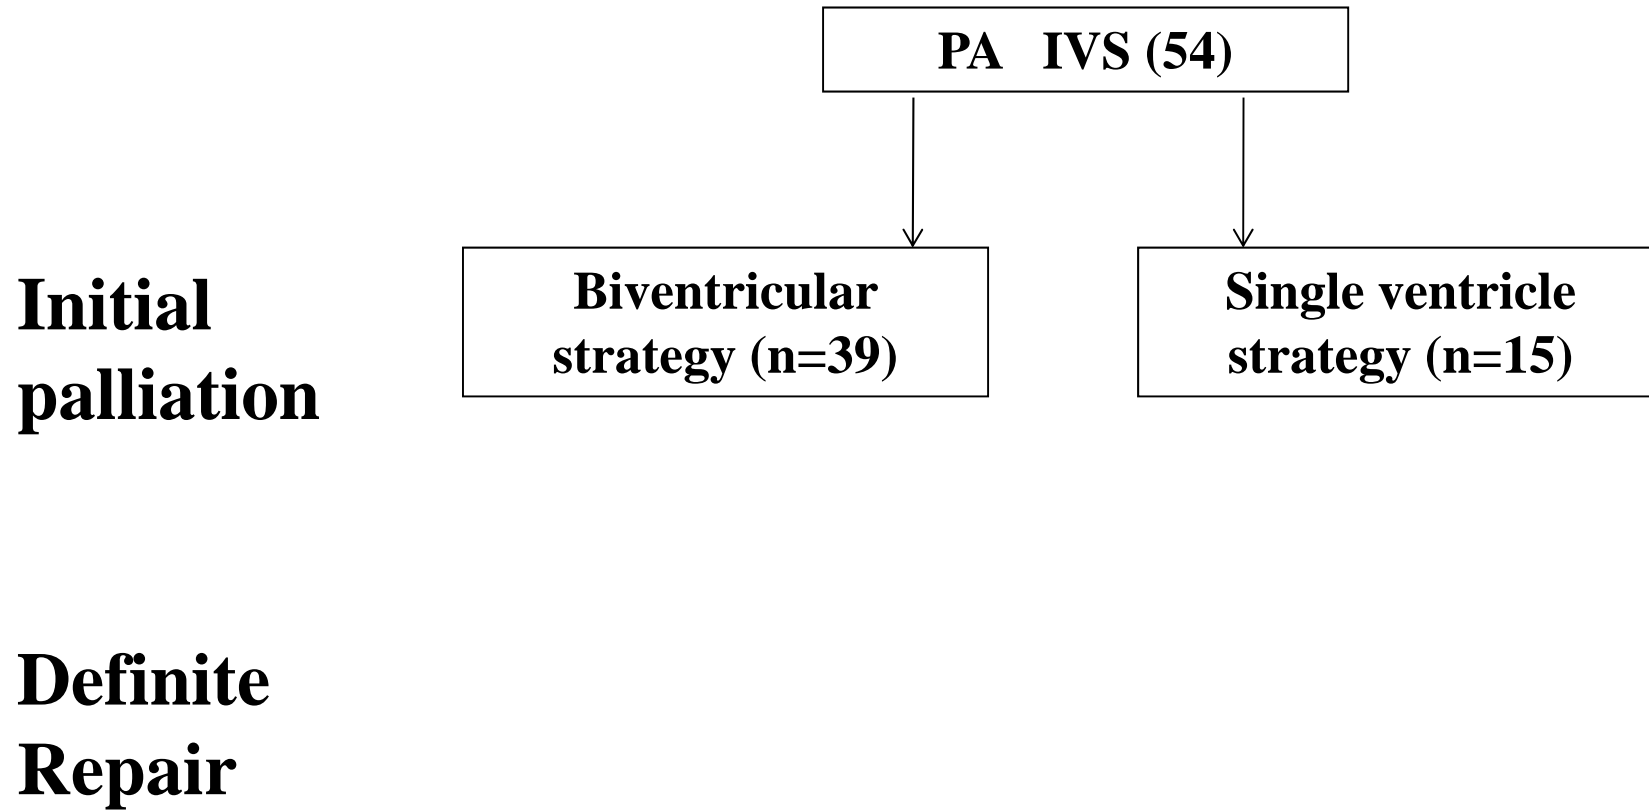 PA IVS (54)
Initial
palliation
Biventricular
strategy (n=39)
Single ventricle
strategy (n=15)
Definite
Repair